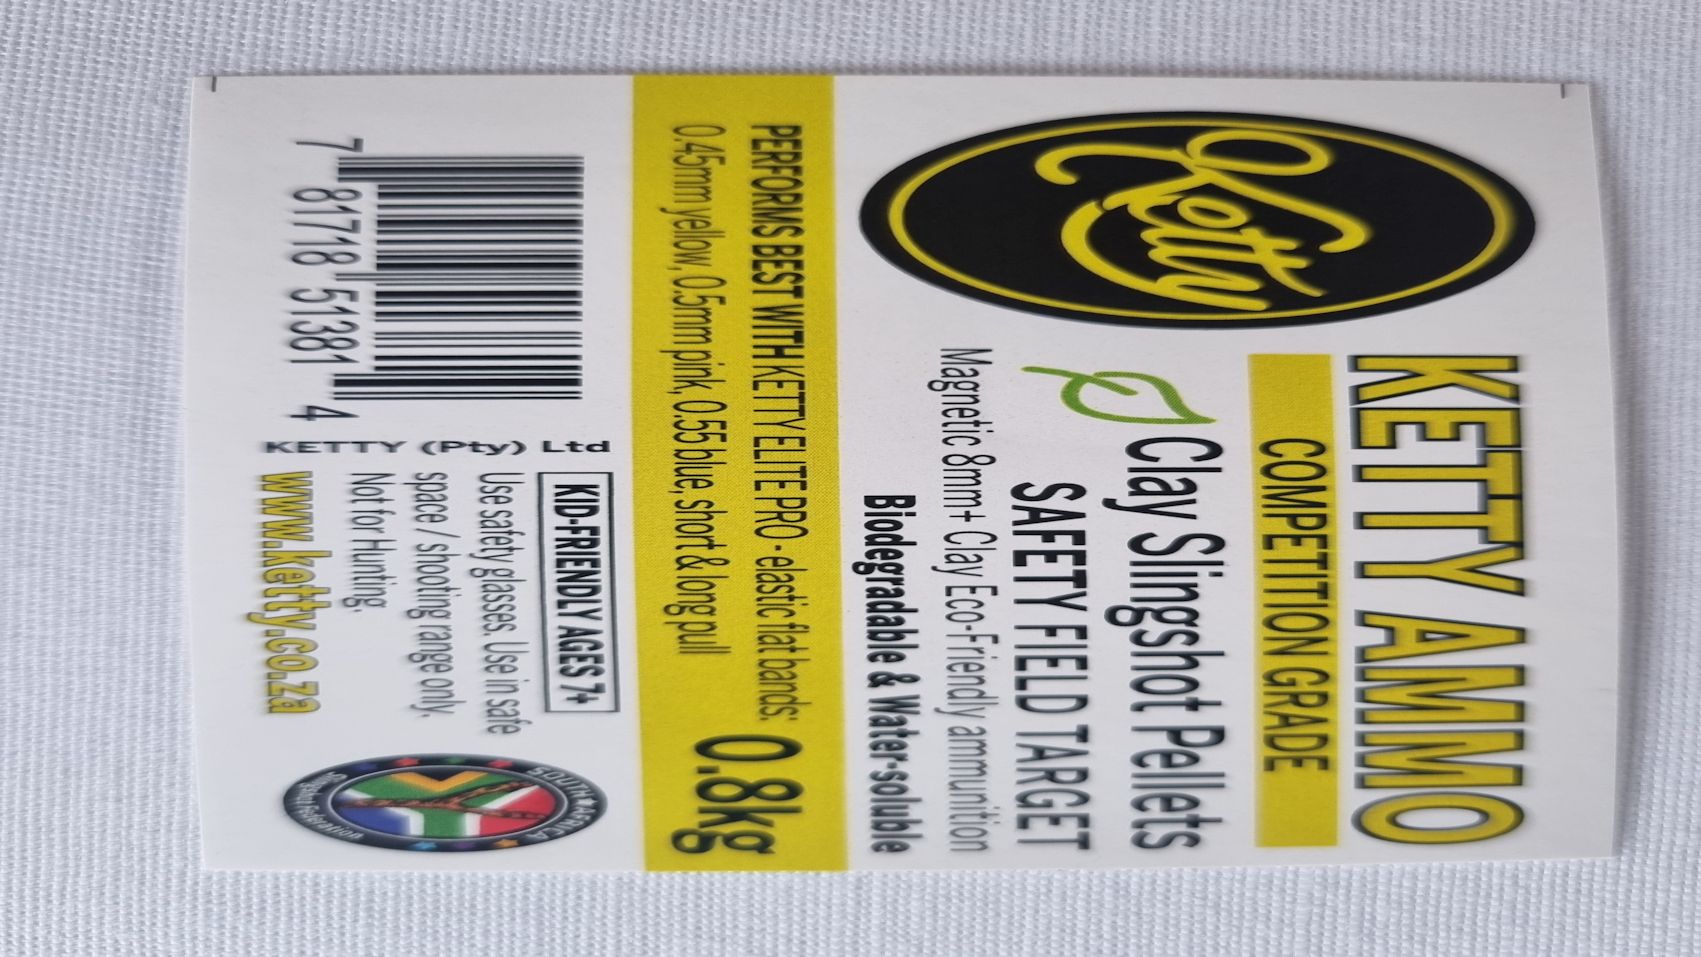 Ketty
KETTY AMMO
COMPETITION GRADE
Clay Slingshot Pellets
SAFETY FIELD TARGET
Magnetic 8mm+ Clay Eco-Friendly ammunition
Biodegradable & Water-soluble
PERFORMS BEST WITH KETTY ELITE PRO - elastic flat bands:
0.45mm yellow, 0.5mm pink, 0.55 blue, short & long pull
0.8kg
7 81718 51381 4
KETTY (Pty) Ltd
KID-FRIENDLY AGES 7+
Use safety glasses. Use in safe
space / shooting range only.
Not for Hunting.
www.ketty.co.za
SOUTH AFRICA